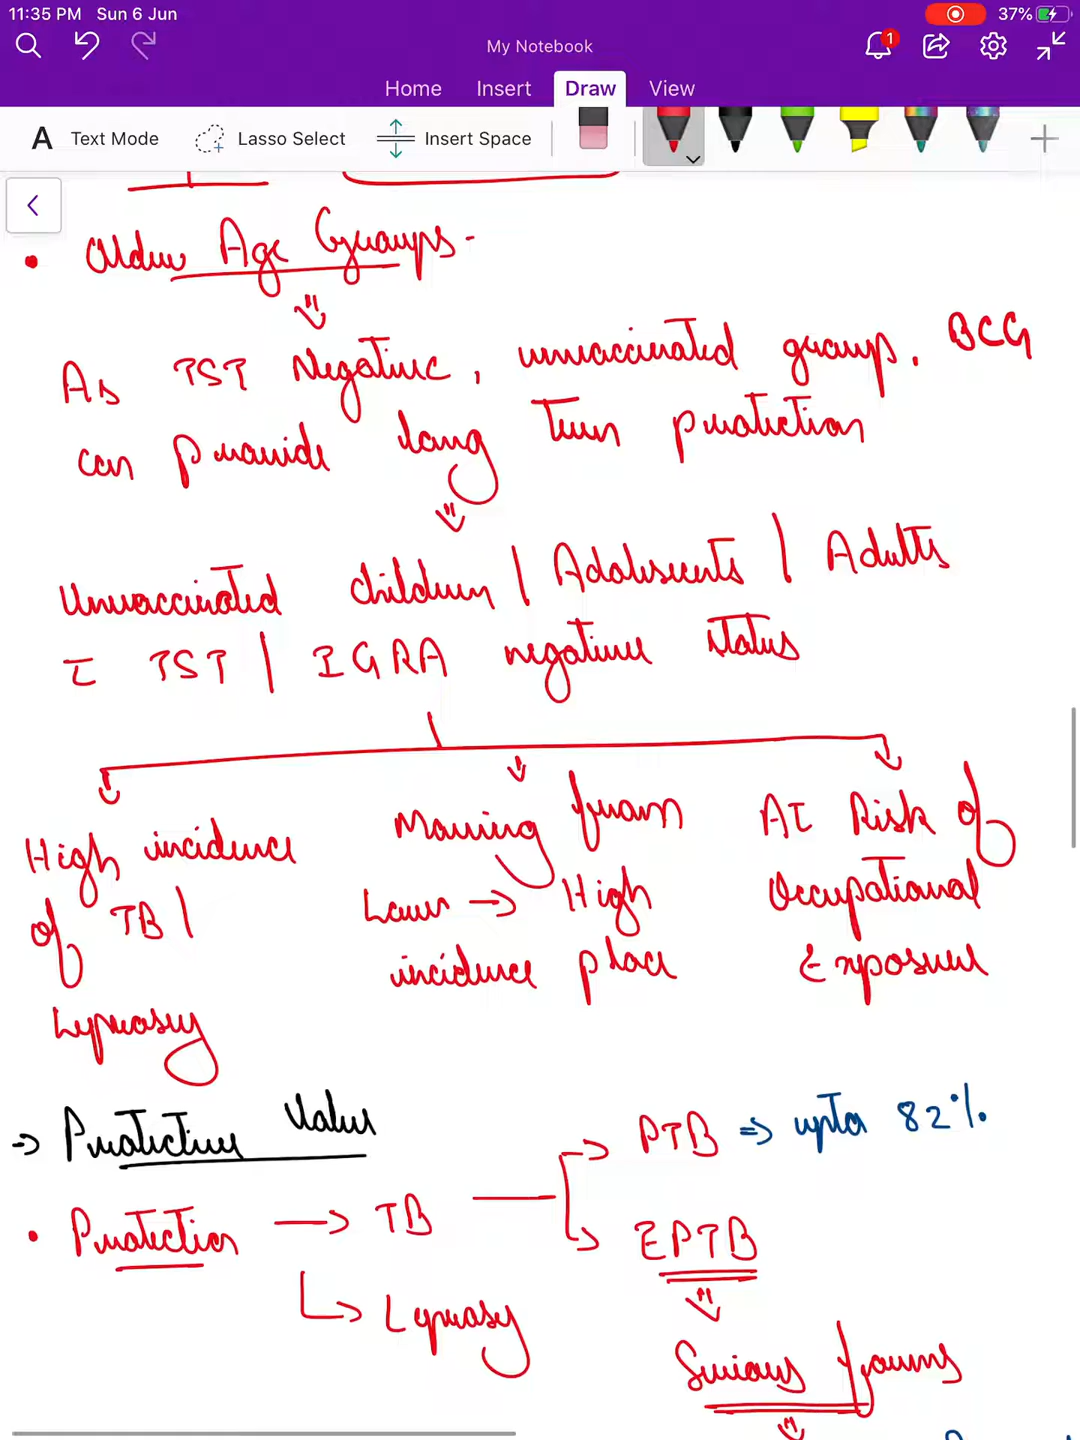 11:35 PM Sun 6 Jun 37%
My Notebook 1
Home Insert Draw View
A Text Mode Lasso Select Insert Space
• Older Age Groups -
As TST Negative, unvaccinated group, BCG
can provide long term protection
Unvaccinated children | Adolescents | Adults
c̄ TST | IGRA negative status
High incidence of TB | Leprosy
Moving from Low → High incidence place
At Risk of Occupational Exposure
→ Protective Value
• Protection → TB
PTB ⇒ upto 82%
EPTB
↳ Leprosy
Serious forms